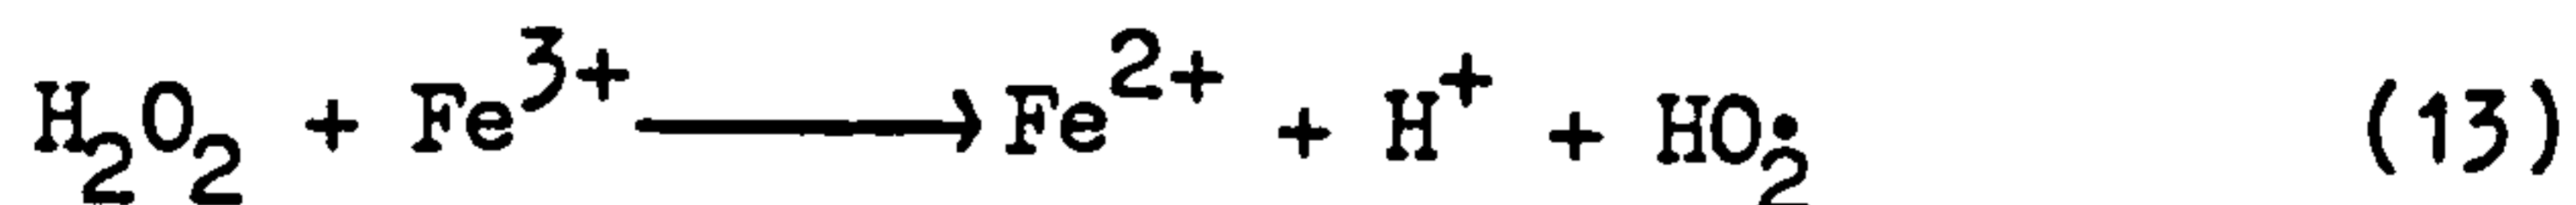 H₂O₂ + Fe³⁺ ⟶ Fe²⁺ + H⁺ + HO₂• (13)